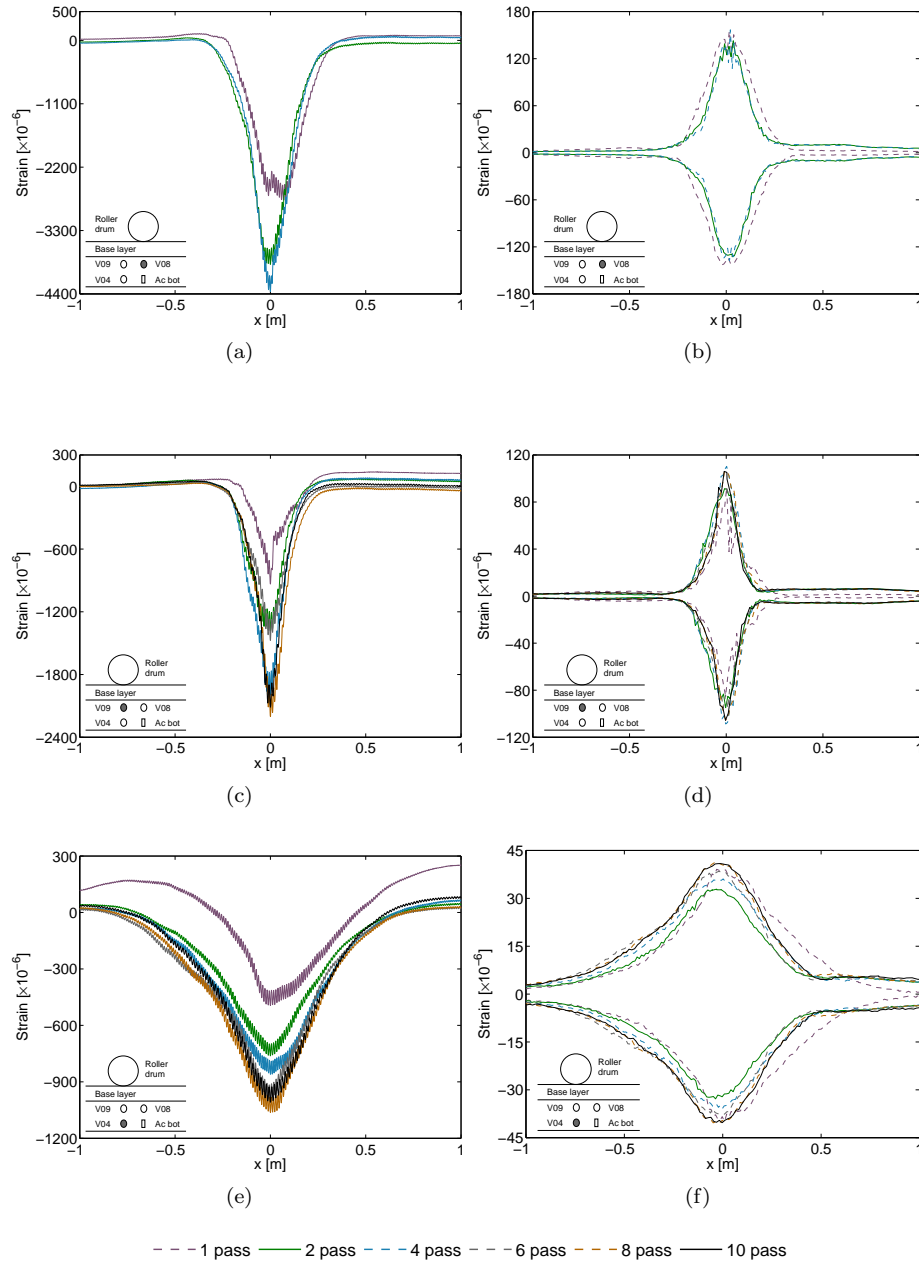 500
0
−1100
−2200
−3300
−4400
Strain [×10−6]
Roller
drum
Base layer
V09 V08
V04 Ac bot
−1 −0.5 0 0.5 1
x [m]
(a)
180
120
60
0
−60
−120
−180
Strain [×10−6]
Roller
drum
Base layer
V09 V08
V04 Ac bot
−1 −0.5 0 0.5 1
x [m]
(b)
300
0
−600
−1200
−1800
−2400
Strain [×10−6]
Roller
drum
Base layer
V09 V08
V04 Ac bot
−1 −0.5 0 0.5 1
x [m]
(c)
120
80
40
0
−40
−80
−120
Strain [×10−6]
Roller
drum
Base layer
V09 V08
V04 Ac bot
−1 −0.5 0 0.5 1
x [m]
(d)
300
0
−300
−600
−900
−1200
Strain [×10−6]
Roller
drum
Base layer
V09 V08
V04 Ac bot
−1 −0.5 0 0.5 1
x [m]
(e)
45
30
15
0
−15
−30
−45
Strain [×10−6]
Roller
drum
Base layer
V09 V08
V04 Ac bot
−1 −0.5 0 0.5 1
x [m]
(f)
1 pass 2 pass 4 pass 6 pass 8 pass 10 pass